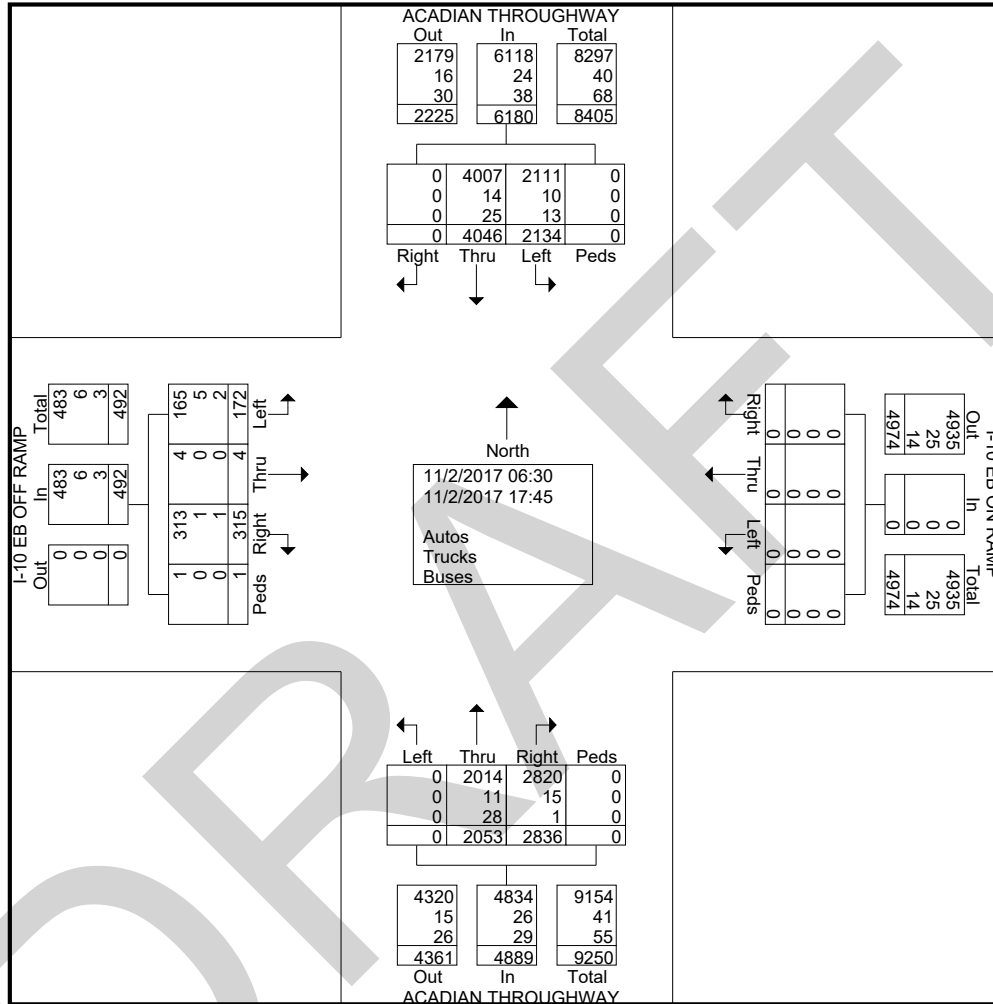 ACADIAN THROUGHWAY
Out In Total
2179 6118 8297
16 24 40
30 38 68
2225 6180 8405
0 4007 2111 0
0 14 10 0
0 25 13 0
0 4046 2134 0
Right Thru Left Peds
I-10 EB OFF RAMP
Total In Out
483 483 0
6 6 0
3 3 0
492 492 0
165 4 313 1
5 0 1 0
2 0 1 0
172 4 315 1
Left Thru Right Peds
North
11/2/2017 06:30
11/2/2017 17:45
Autos
Trucks
Buses
Right Thru Left Peds
0 0 0 0
0 0 0 0
0 0 0 0
0 0 0 0
I-10 EB ON RAMP
Out In Total
4935 0 4935
25 0 25
14 0 14
4974 0 4974
Left Thru Right Peds
0 2014 2820 0
0 11 15 0
0 28 1 0
0 2053 2836 0
4320 4834 9154
15 26 41
26 29 55
4361 4889 9250
Out In Total
ACADIAN THROUGHWAY
DRAFT